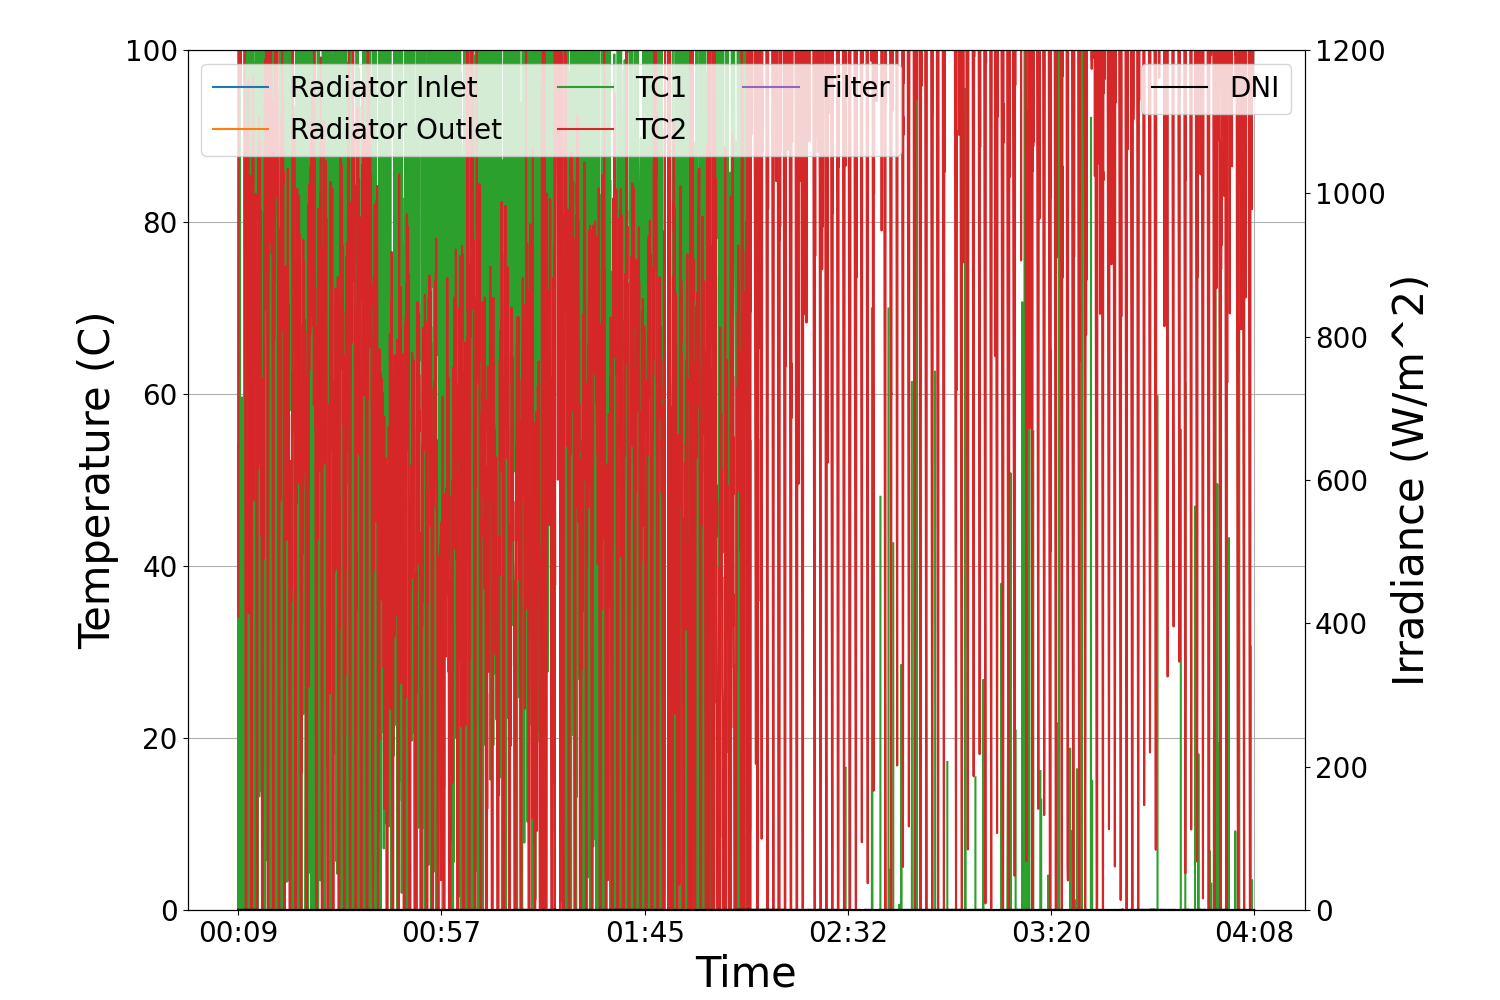 Radiator Inlet
Radiator Outlet
TC1
TC2
Filter
DNI
100
80
60
40
20
0
Temperature (C)
1200
1000
800
600
400
200
0
Irradiance (W/m^2)
00:09
00:57
01:45
02:32
03:20
04:08
Time